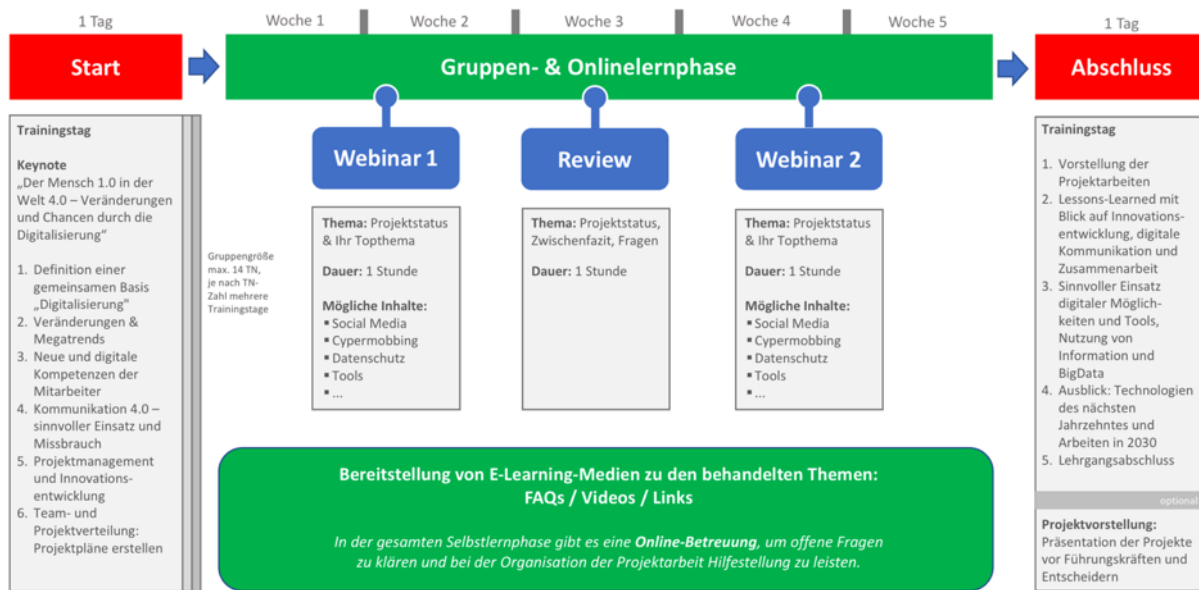 1 Tag
Woche 1
Woche 2
Woche 3
Woche 4
Woche 5
1 Tag
Start
Gruppen- & Onlinelernphase
Abschluss
Trainingstag
Keynote
„Der Mensch 1.0 in der
Welt 4.0 – Veränderungen
und Chancen durch die
Digitalisierung“
1. Definition einer
gemeinsamen Basis
„Digitalisierung"
2. Veränderungen &
Megatrends
3. Neue und digitale
Kompetenzen der
Mitarbeiter
4. Kommunikation 4.0 –
sinnvoller Einsatz und
Missbrauch
5. Projektmanagement
und Innovations-
entwicklung
6. Team- und
Projektverteilung:
Projektpläne erstellen
Gruppengröße
max. 14 TN,
je nach TN-
Zahl mehrere
Trainingstage
Webinar 1
Thema: Projektstatus
& Ihr Topthema
Dauer: 1 Stunde
Mögliche Inhalte:
▪ Social Media
▪ Cypermobbing
▪ Datenschutz
▪ Tools
▪ ...
Review
Thema: Projektstatus,
Zwischenfazit, Fragen
Dauer: 1 Stunde
Webinar 2
Thema: Projektstatus
& Ihr Topthema
Dauer: 1 Stunde
Mögliche Inhalte:
▪ Social Media
▪ Cypermobbing
▪ Datenschutz
▪ Tools
▪ ...
Bereitstellung von E-Learning-Medien zu den behandelten Themen:
FAQs / Videos / Links
In der gesamten Selbstlernphase gibt es eine Online-Betreuung, um offene Fragen
zu klären und bei der Organisation der Projektarbeit Hilfestellung zu leisten.
Trainingstag
1. Vorstellung der
Projektarbeiten
2. Lessons-Learned mit
Blick auf Innovations-
entwicklung, digitale
Kommunikation und
Zusammenarbeit
3. Sinnvoller Einsatz
digitaler Möglich-
keiten und Tools,
Nutzung von
Information und
BigData
4. Ausblick: Technologien
des nächsten
Jahrzehntes und
Arbeiten in 2030
5. Lehrgangsabschluss
optional
Projektvorstellung:
Präsentation der Projekte
vor Führungskräften und
Entscheidern